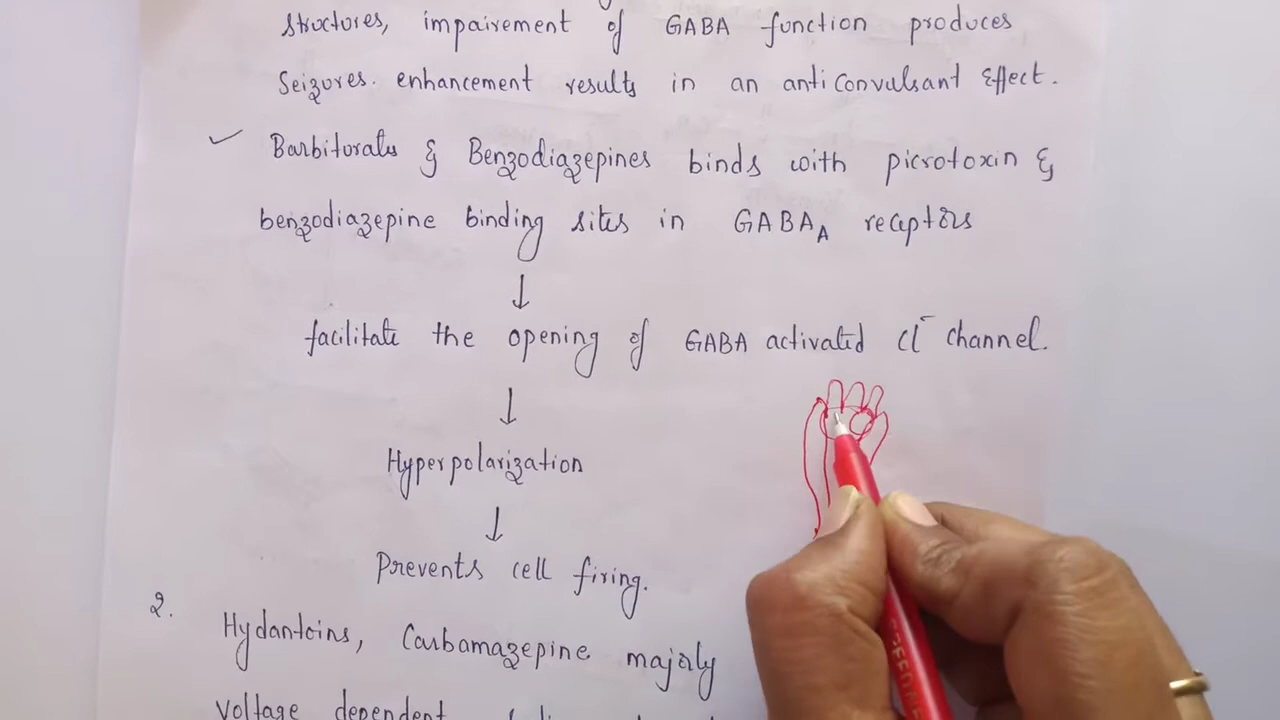 structures, impairement of GABA function produces
Seizures. enhancement results in an anti Convulsant Effect.
Barbiturates & Benzodiazepines binds with picrotoxin &
benzodiazepine binding sites in GABAA receptors
↓
facilitate the opening of GABA activated Cl⁻ channel.
↓
Hyperpolarization
↓
Prevents cell firing.
2. Hydantoins, Carbamazepine majorly
Voltage dependent